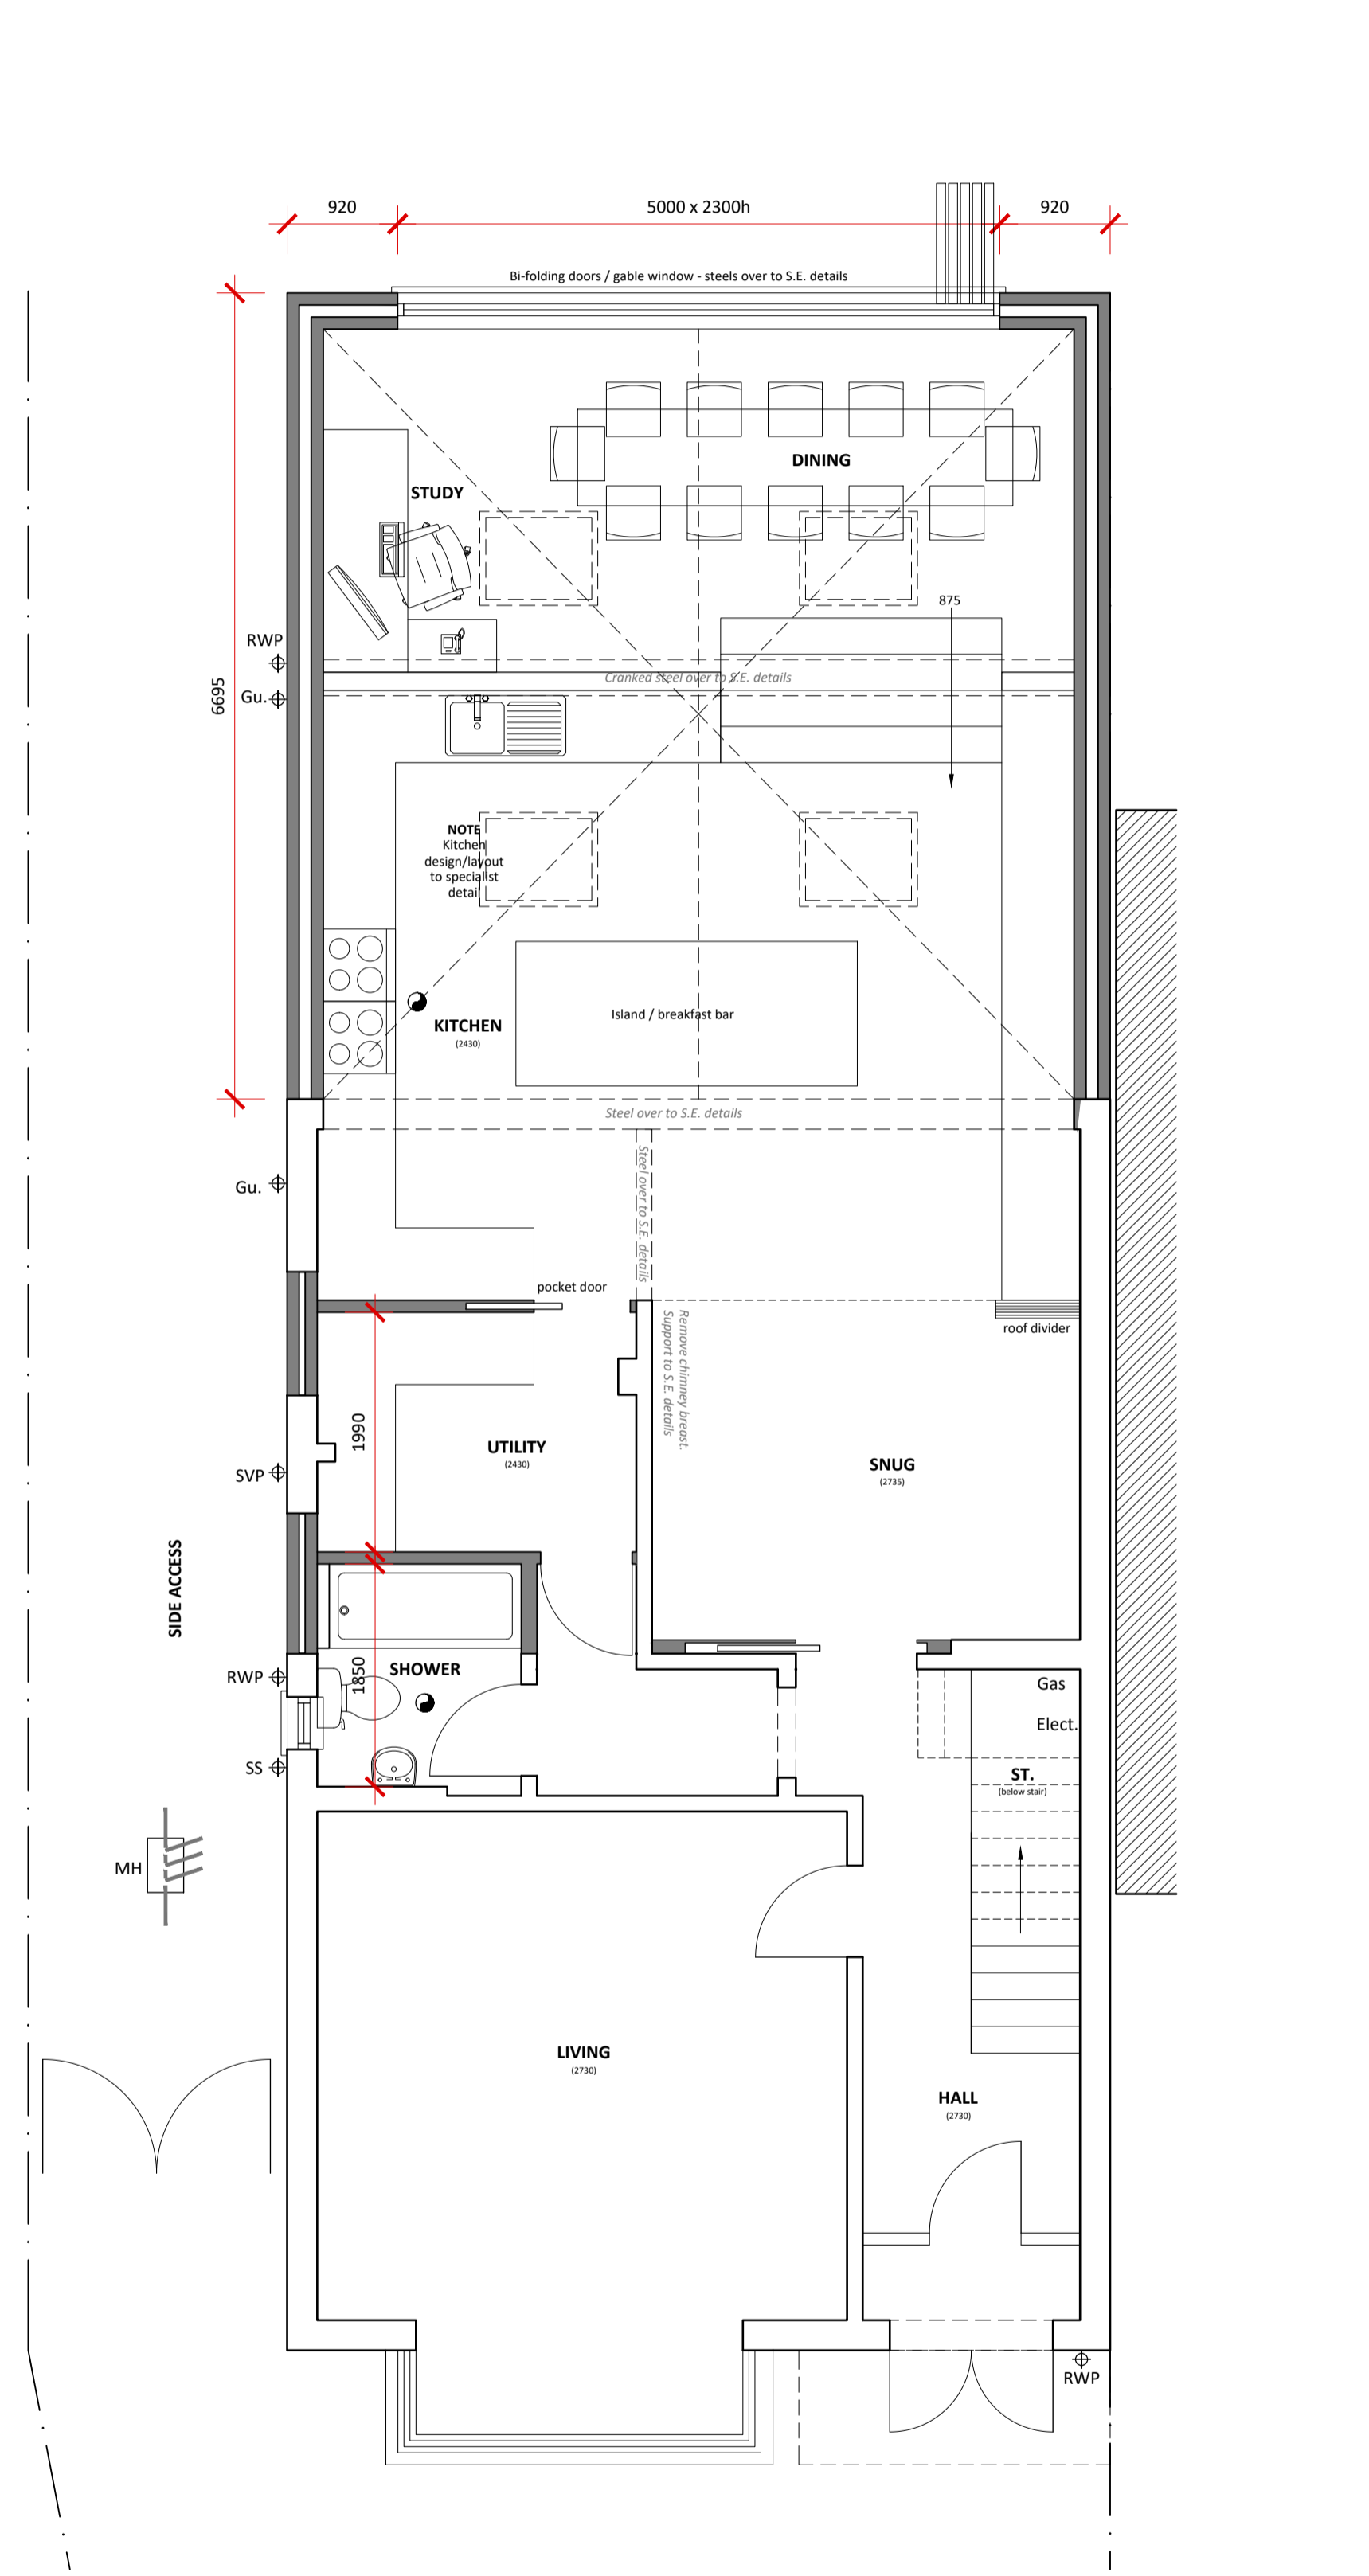 920
5000 x 2300h
920
Bi-folding doors / gable window - steels over to S.E. details
DINING
STUDY
875
RWP
Cranked steel over to S.E. details
6695
Gu.
NOTE
Kitchen
design/layout
to specialist
detail
Island / breakfast bar
KITCHEN
(2430)
Steel over to S.E. details
Steel over to S.E. details
Gu.
pocket door
roof divider
Remove chimney breast.
Support to S.E. details
1990
UTILITY
(2430)
SNUG
(2735)
SVP
SIDE ACCESS
SHOWER
1850
RWP
Gas
Elect.
SS
ST.
(below stair)
MH
LIVING
(2730)
HALL
(2730)
RWP